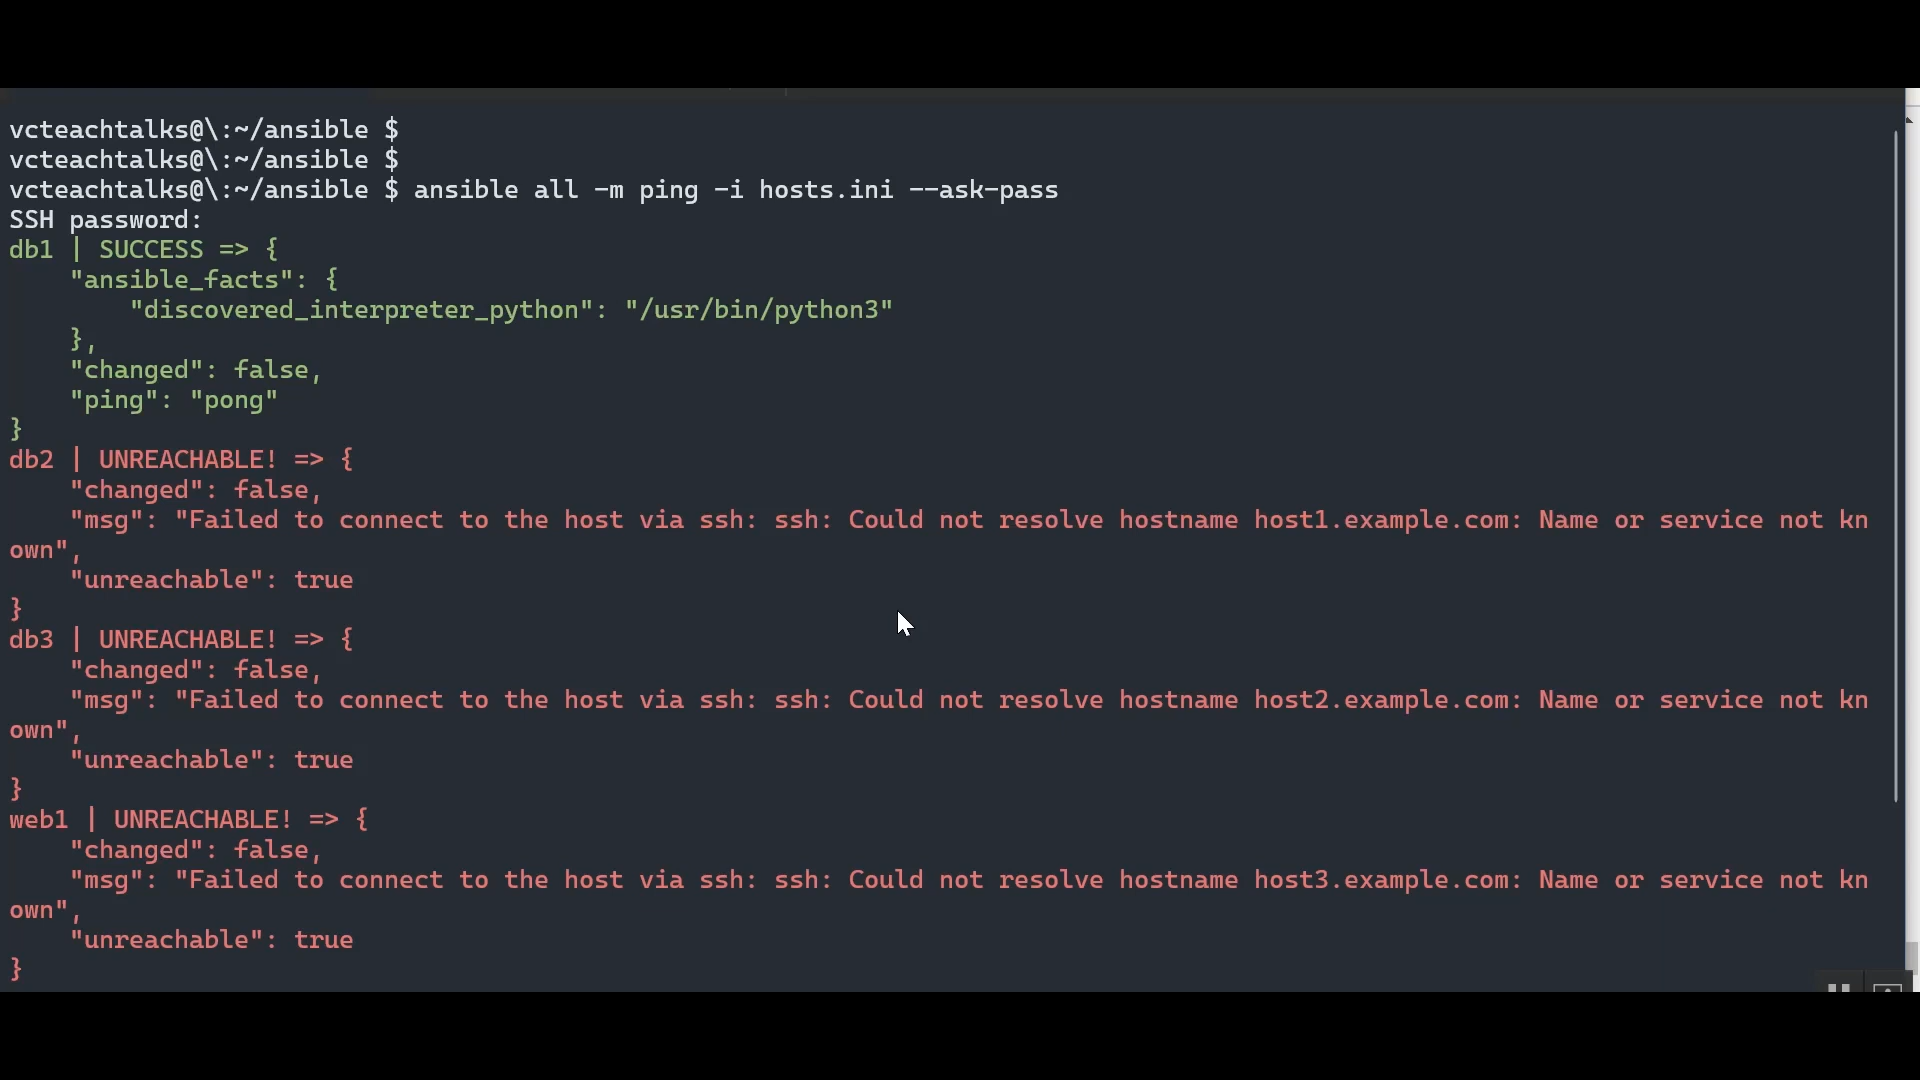 vcteachtalks@\:~/ansible $
vcteachtalks@\:~/ansible $
vcteachtalks@\:~/ansible $ ansible all -m ping -i hosts.ini --ask-pass
SSH password:
db1 | SUCCESS => {
    "ansible_facts": {
        "discovered_interpreter_python": "/usr/bin/python3"
    },
    "changed": false,
    "ping": "pong"
}
db2 | UNREACHABLE! => {
    "changed": false,
    "msg": "Failed to connect to the host via ssh: ssh: Could not resolve hostname host1.example.com: Name or service not kn
own",
    "unreachable": true
}
db3 | UNREACHABLE! => {
    "changed": false,
    "msg": "Failed to connect to the host via ssh: ssh: Could not resolve hostname host2.example.com: Name or service not kn
own",
    "unreachable": true
}
web1 | UNREACHABLE! => {
    "changed": false,
    "msg": "Failed to connect to the host via ssh: ssh: Could not resolve hostname host3.example.com: Name or service not kn
own",
    "unreachable": true
}